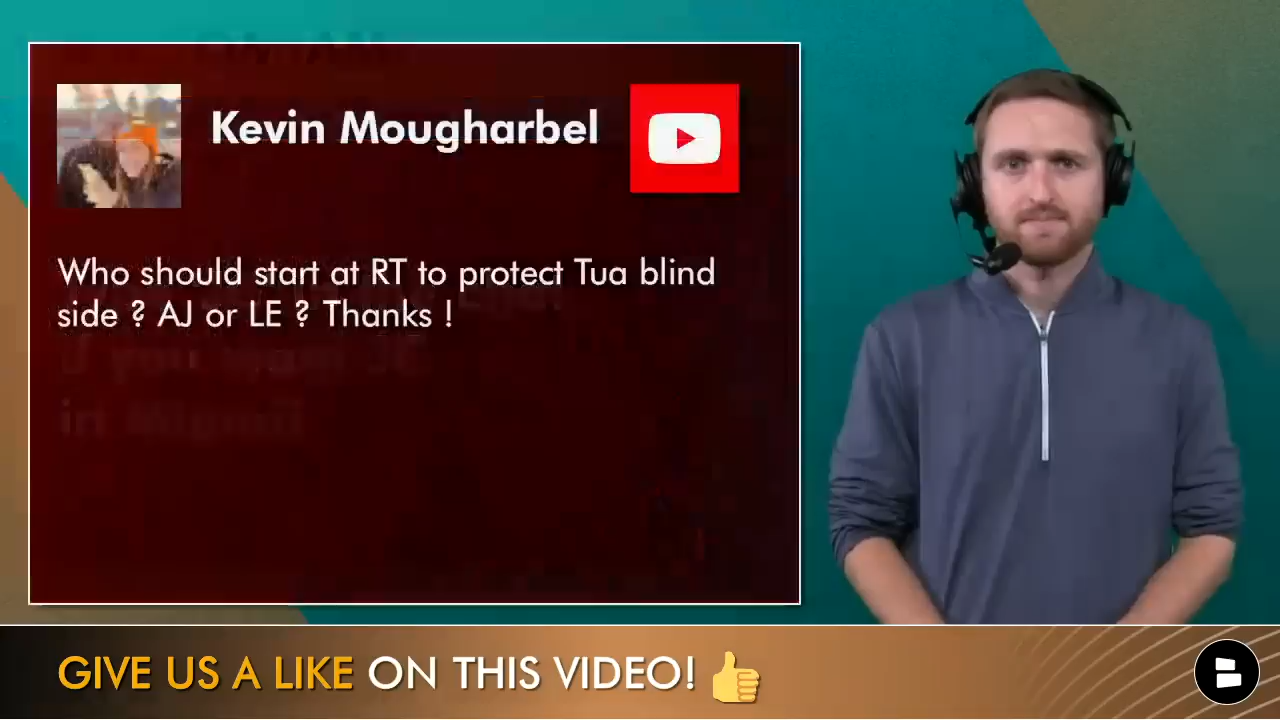 Kevin Mougharbel
Who should start at RT to protect Tua blind
side ? AJ or LE ? Thanks !
GIVE US A LIKE ON THIS VIDEO!